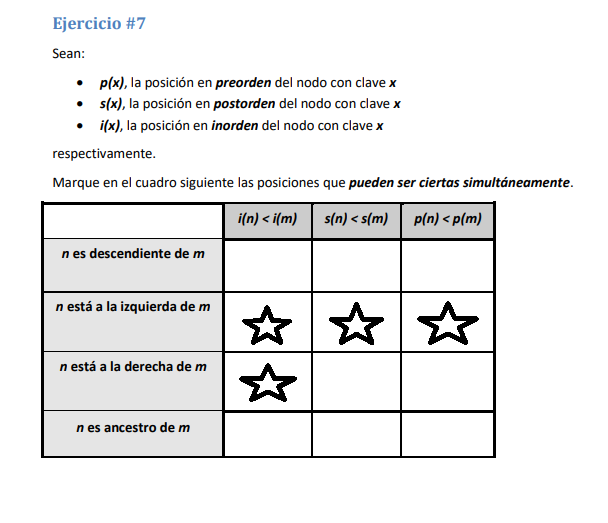 Ejercicio #7
Sean:
• p(x), la posición en preorden del nodo con clave x
• s(x), la posición en postorden del nodo con clave x
• i(x), la posición en inorden del nodo con clave x
respectivamente.
Marque en el cuadro siguiente las posiciones que pueden ser ciertas simultáneamente.
i(n) < i(m) s(n) < s(m) p(n) < p(m)
n es descendiente de m
n está a la izquierda de m
n está a la derecha de m
n es ancestro de m